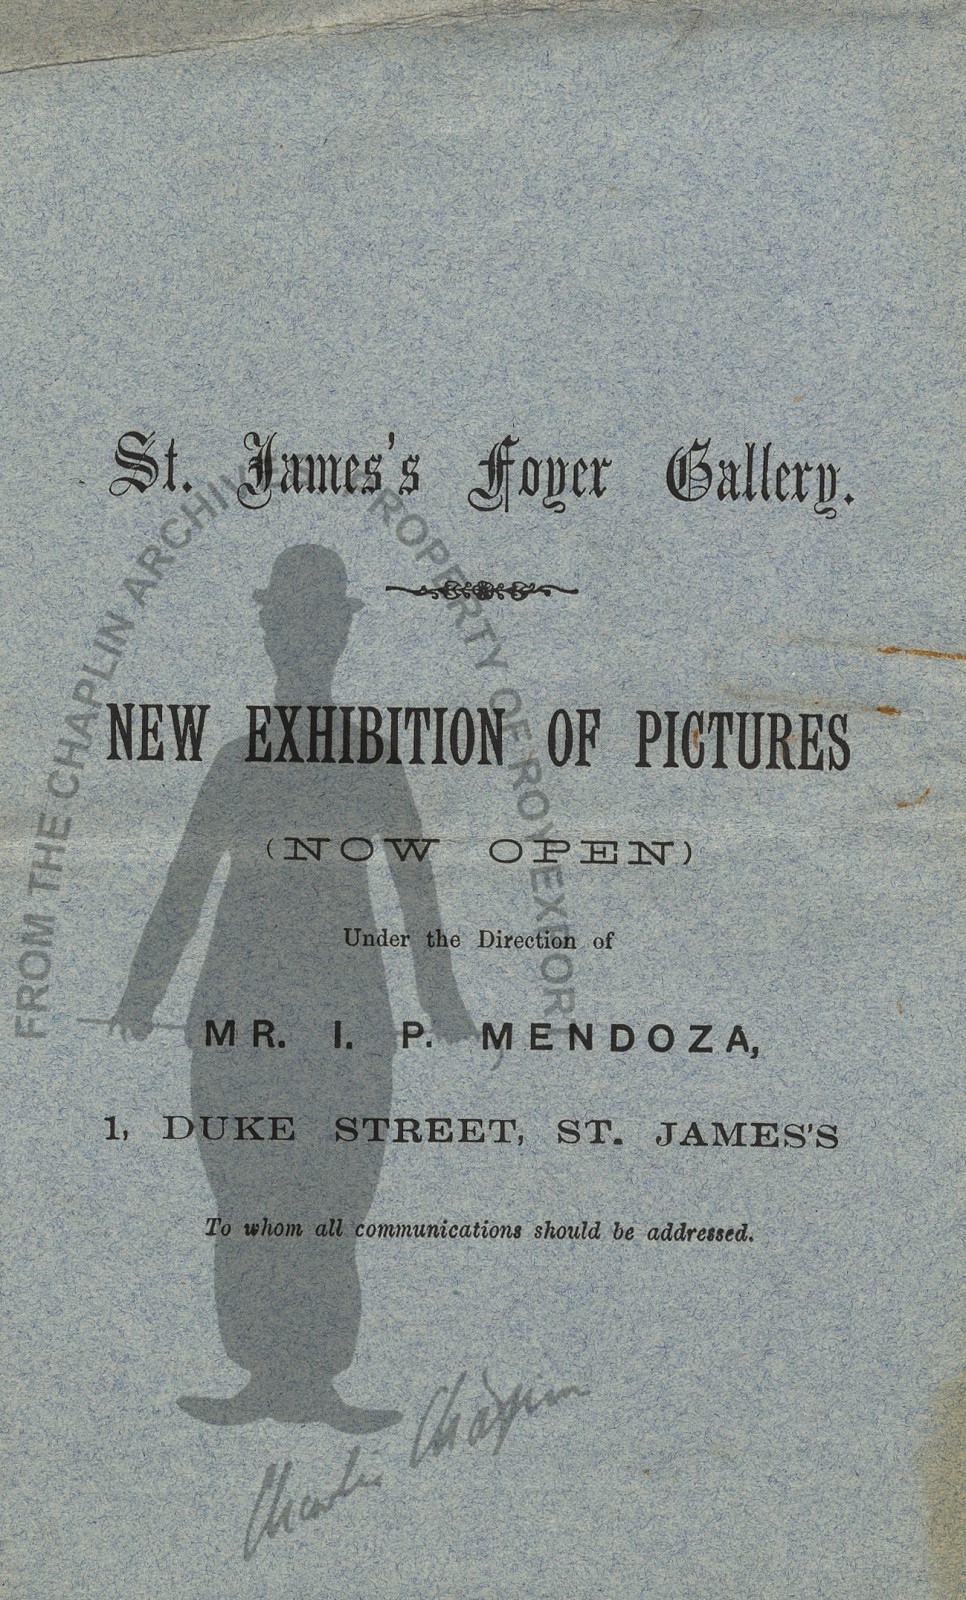 St. James's Foyer Gallery.
NEW EXHIBITION OF PICTURES
(NOW OPEN)
Under the Direction of
MR. I. P. MENDOZA,
1, DUKE STREET, ST. JAMES'S
To whom all communications should be addressed.
FROM THE CHAPLIN ARCHIVE PROPERTY OF ROY EXPORT
Charlie Chaplin